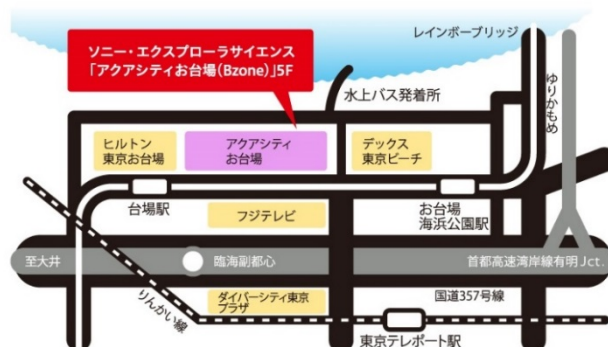 ソニー・エクスプローラサイエンス
「アクアシティお台場(Bzone)」5F
レインボーブリッジ
水上バス発着所
ゆりかもめ
ヒルトン
東京お台場
アクアシティ
お台場
デックス
東京ビーチ
台場駅
お台場
海浜公園駅
フジテレビ
至大井
臨海副都心
首都高速湾岸線有明Jct.
りんかい線
ダイバーシティ東京
プラザ
国道357号線
東京テレポート駅